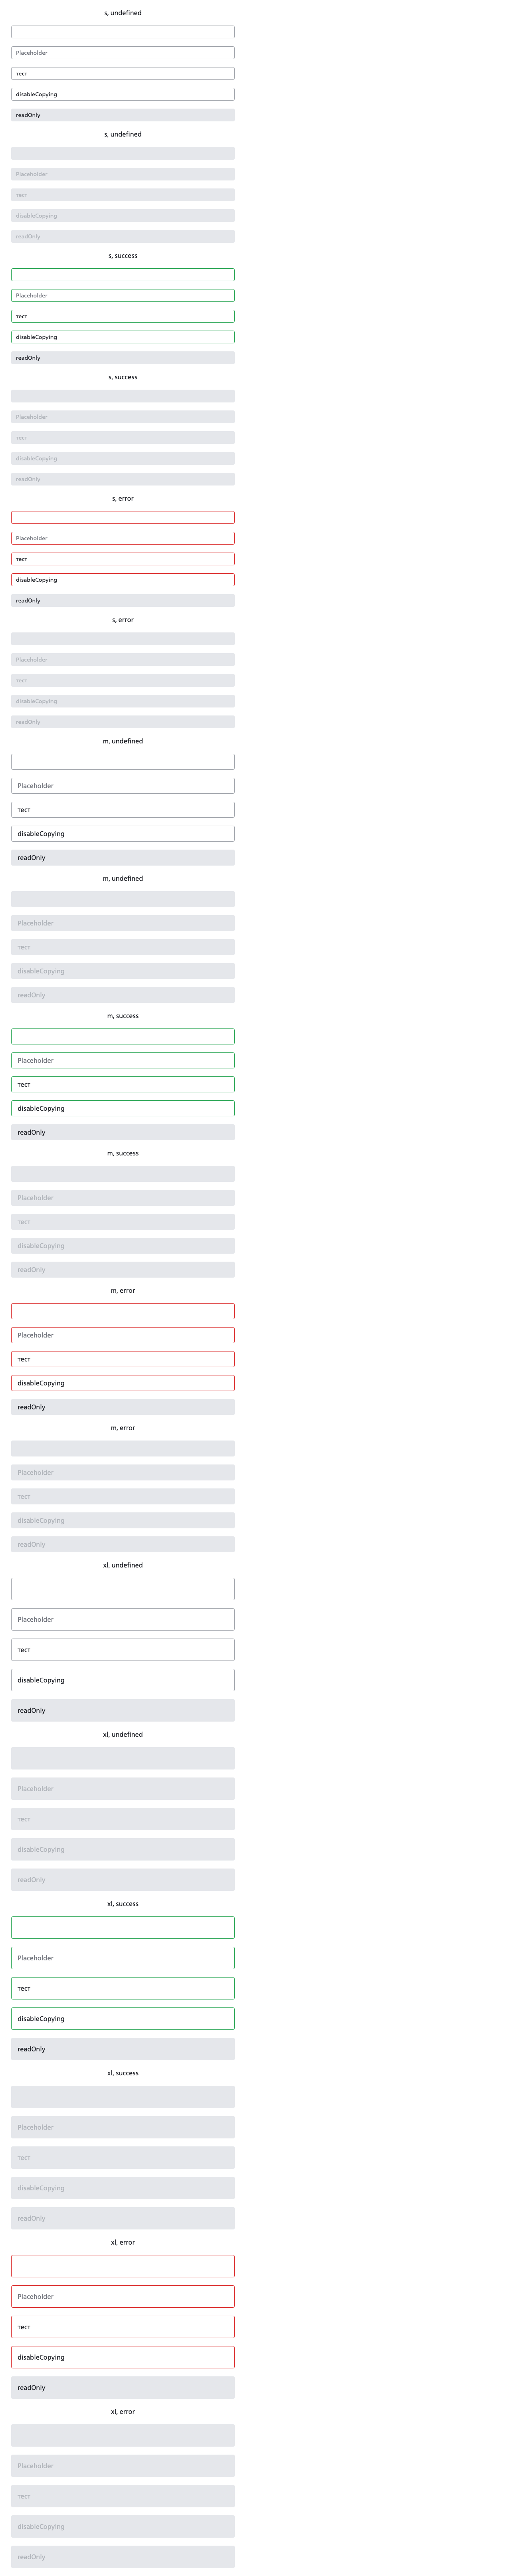 s, undefined
Placeholder
тест
disableCopying
readOnly
s, undefined
Placeholder
тест
disableCopying
readOnly
s, success
Placeholder
тест
disableCopying
readOnly
s, success
Placeholder
тест
disableCopying
readOnly
s, error
Placeholder
тест
disableCopying
readOnly
s, error
Placeholder
тест
disableCopying
readOnly
m, undefined
Placeholder
тест
disableCopying
readOnly
m, undefined
Placeholder
тест
disableCopying
readOnly
m, success
Placeholder
тест
disableCopying
readOnly
m, success
Placeholder
тест
disableCopying
readOnly
m, error
Placeholder
тест
disableCopying
readOnly
m, error
Placeholder
тест
disableCopying
readOnly
xl, undefined
Placeholder
тест
disableCopying
readOnly
xl, undefined
Placeholder
тест
disableCopying
readOnly
xl, success
Placeholder
тест
disableCopying
readOnly
xl, success
Placeholder
тест
disableCopying
readOnly
xl, error
Placeholder
тест
disableCopying
readOnly
xl, error
Placeholder
тест
disableCopying
readOnly